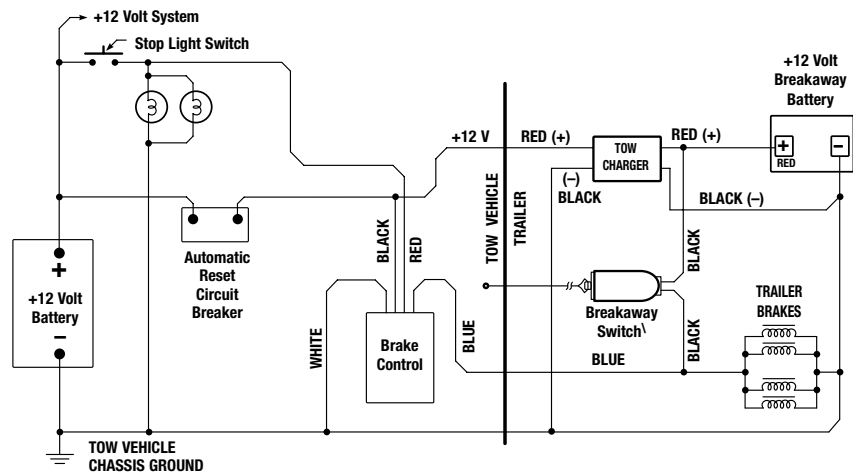 +12 Volt System
Stop Light Switch
+12 Volt
Breakaway
Battery
+12 V
RED (+)
TOW
CHARGER
RED (+)
+
RED
-
(–)
BLACK
BLACK (–)
TOW VEHICLE
TRAILER
BLACK
RED
BLACK
Automatic
Reset
Circuit
Breaker
+
+12 Volt
Battery
–
WHITE
Brake
Control
BLUE
Breakaway
Switch\
BLACK
BLUE
TRAILER
BRAKES
TOW VEHICLE
CHASSIS GROUND